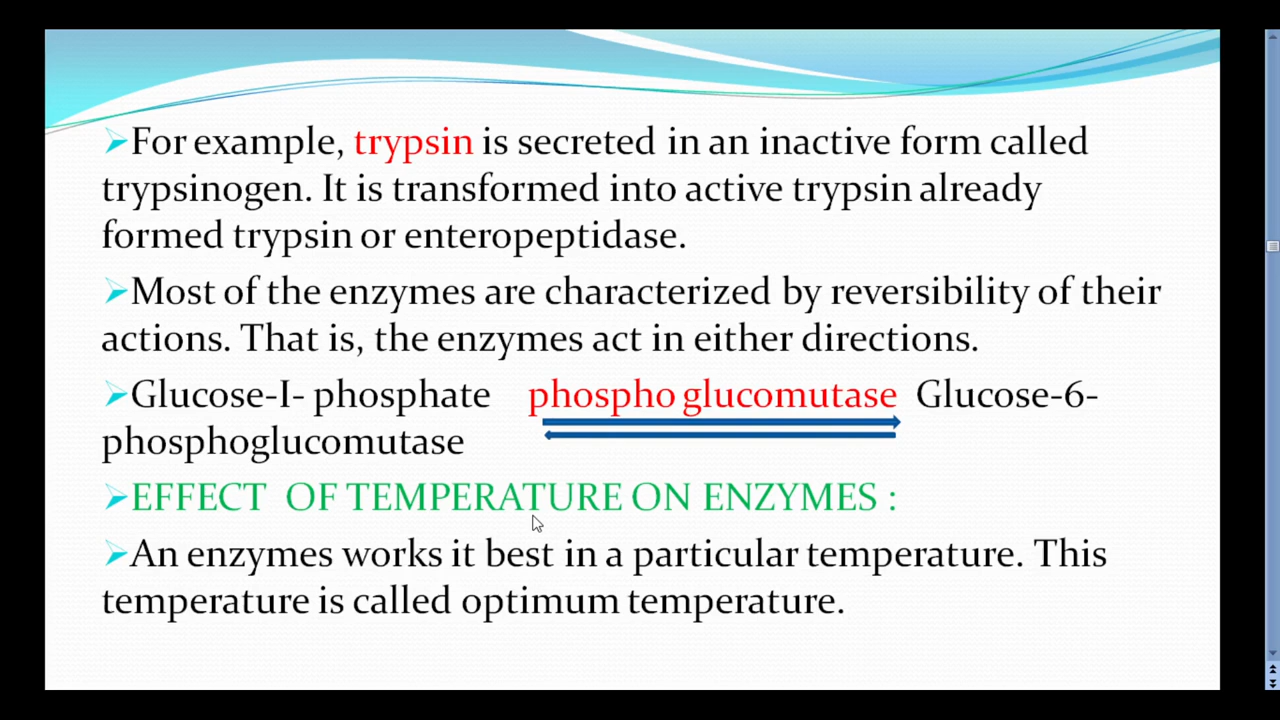 For example, trypsin is secreted in an inactive form called
trypsinogen. It is transformed into active trypsin already
formed trypsin or enteropeptidase.
Most of the enzymes are characterized by reversibility of their
actions. That is, the enzymes act in either directions.
Glucose-I- phosphate phospho glucomutase Glucose-6-
phosphoglucomutase
EFFECT OF TEMPERATURE ON ENZYMES :
An enzymes works it best in a particular temperature. This
temperature is called optimum temperature.